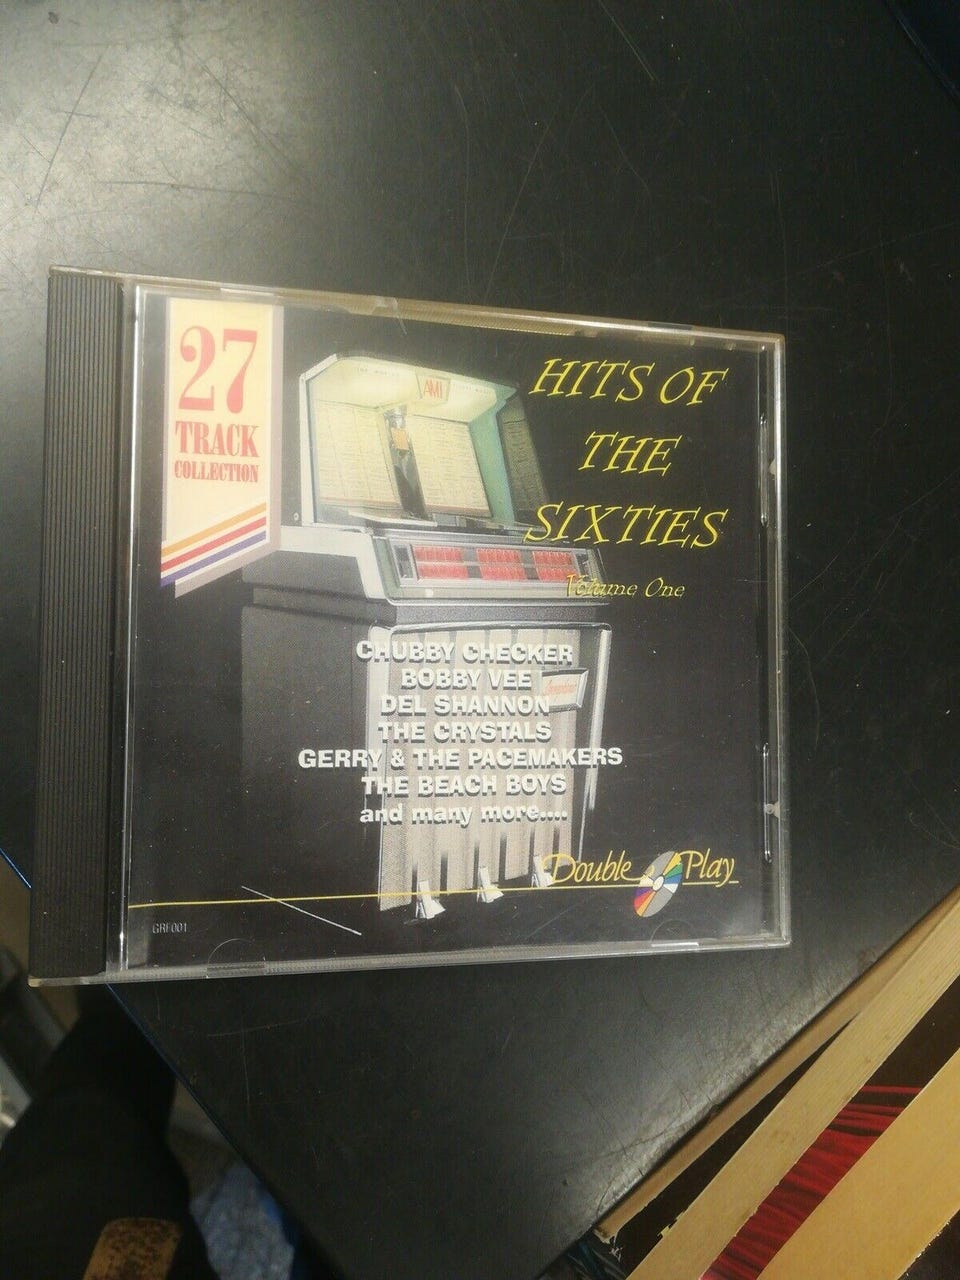 27
TRACK
COLLECTION
AMI
HITS OF
THE
SIXTIES
Volume One
CHUBBY CHECKER
BOBBY VEE
DEL SHANNON
THE CRYSTALS
GERRY & THE PACEMAKERS
THE BEACH BOYS
and many more....
Double Play
GRF001